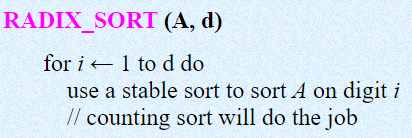 RADIX_SORT (A, d)
for i ← 1 to d do
use a stable sort to sort A on digit i
// counting sort will do the job